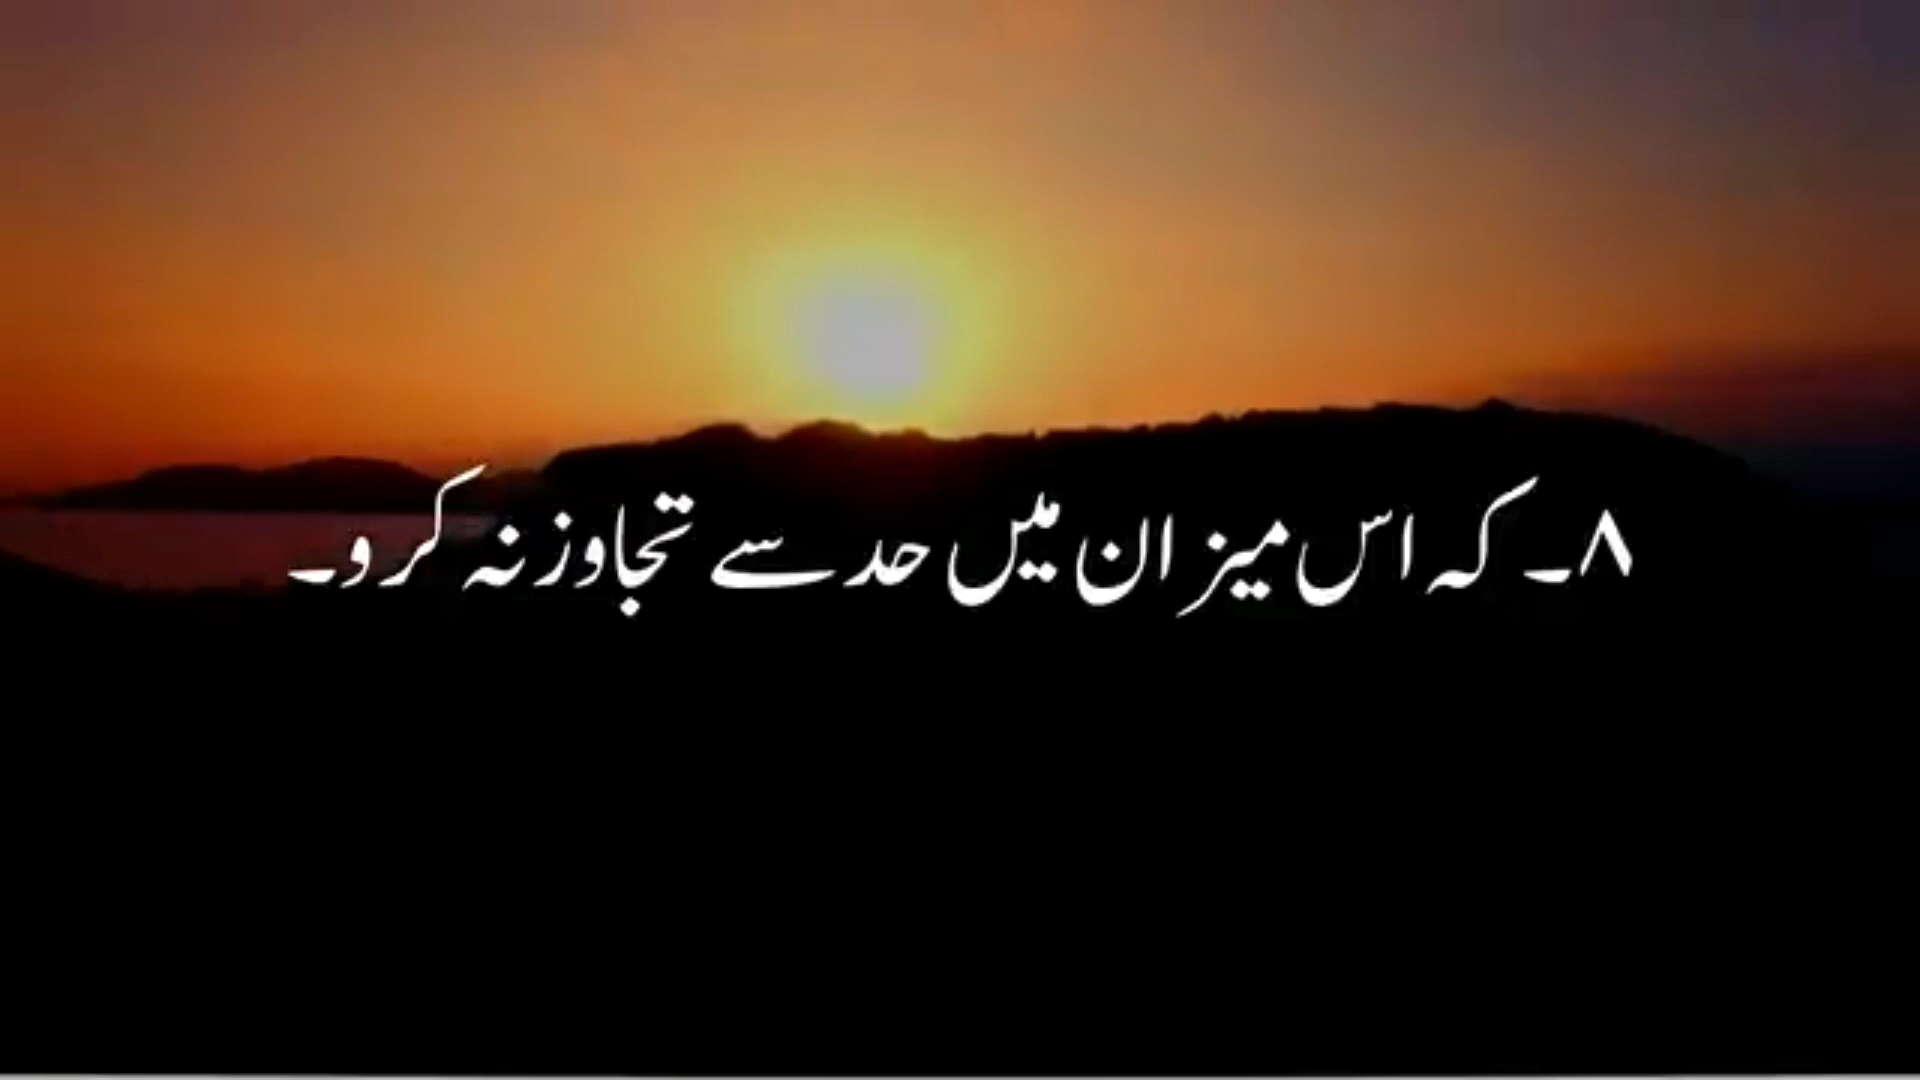 ۸۔ کہ اس میزان میں حد سے تجاوز نہ کرو۔